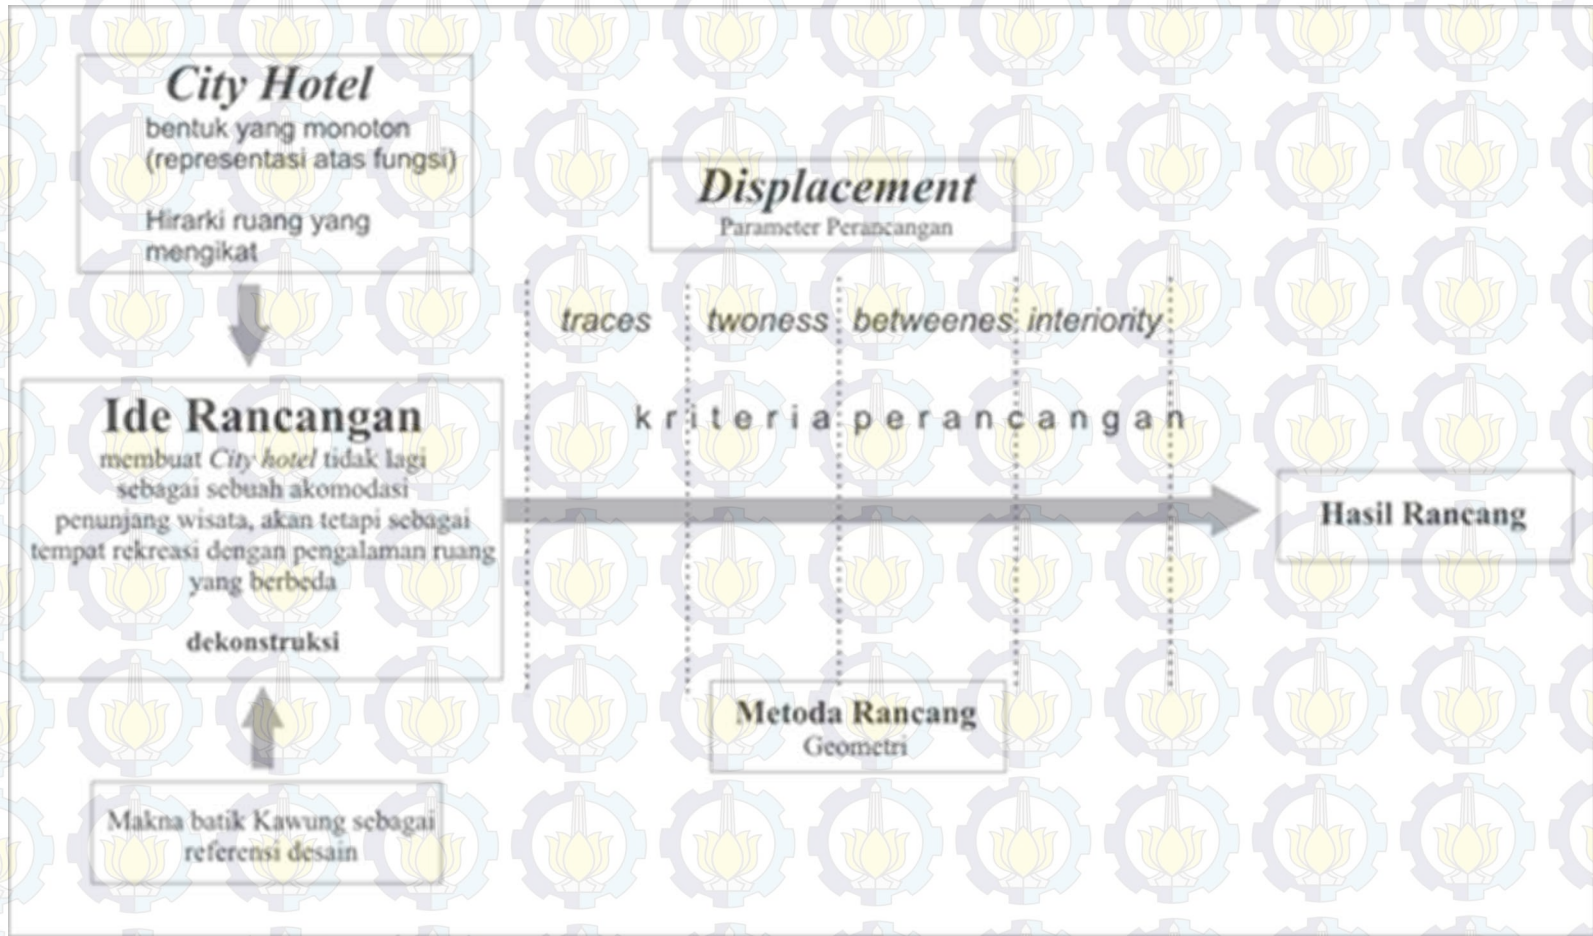 City Hotel
bentuk yang monoton
(representasi atas fungsi)
Hirarki ruang yang
mengikat
Displacement
Parameter Perancangan
traces twoness betweenes interiority
kriteria perancangan
Ide Rancangan
membuat City hotel tidak lagi
sebagai sebuah akomodasi
penunjang wisata, akan tetapi sebagai
tempat rekreasi dengan pengalaman ruang
yang berbeda
dekonstruksi
Hasil Rancang
Metoda Rancang
Geometri
Makna batik Kawung sebagai
referensi desain